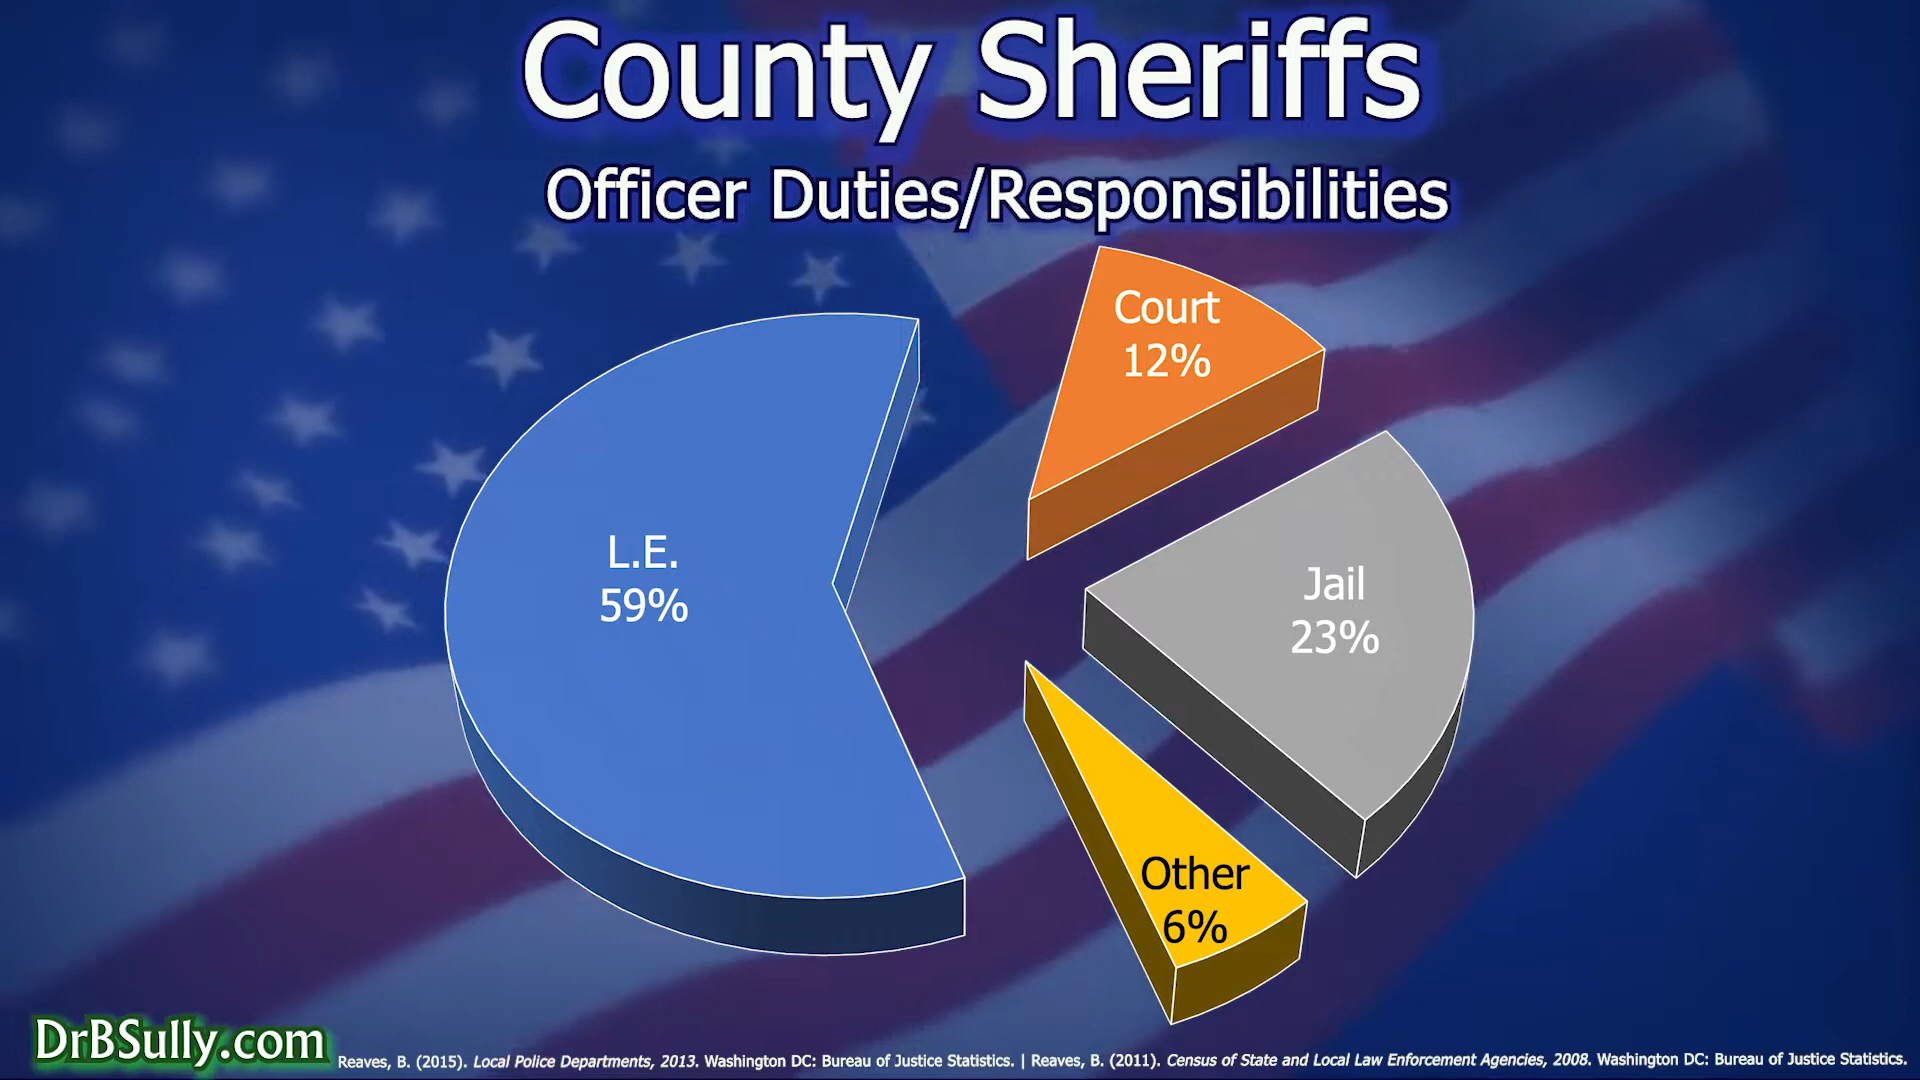 County Sheriffs
Officer Duties/Responsibilities
Court
12%
L.E.
59%
Jail
23%
Other
6%
DrBSully.com
Reaves, B. (2015). Local Police Departments, 2013. Washington DC: Bureau of Justice Statistics. | Reaves, B. (2011). Census of State and Local Law Enforcement Agencies, 2008. Washington DC: Bureau of Justice Statistics.